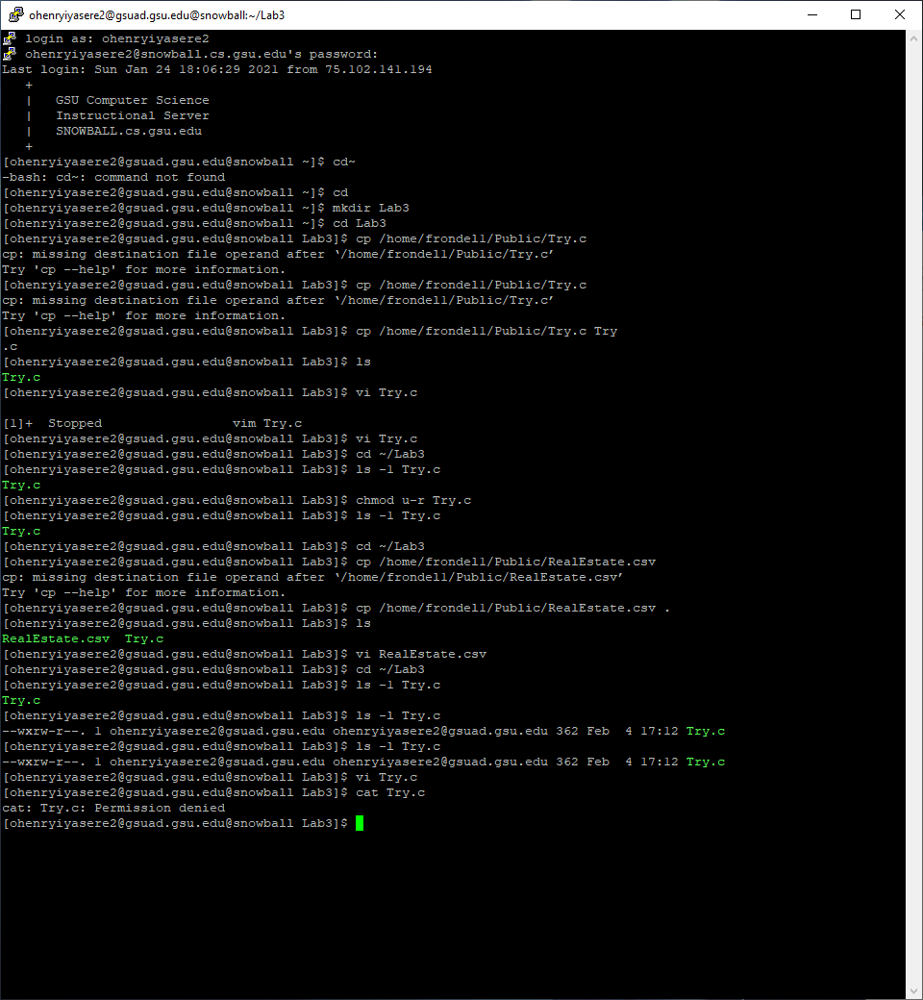 ohenryiyasere2@gsuad.gsu.edu@snowball:~/Lab3
login as: ohenryiyasere2
ohenryiyasere2@snowball.cs.gsu.edu's password:
Last login: Sun Jan 24 18:06:29 2021 from 75.102.141.194
+
| GSU Computer Science
| Instructional Server
| SNOWBALL.cs.gsu.edu
+
[ohenryiyasere2@gsuad.gsu.edu@snowball ~]$ cd~
-bash: cd~: command not found
[ohenryiyasere2@gsuad.gsu.edu@snowball ~]$ cd
[ohenryiyasere2@gsuad.gsu.edu@snowball ~]$ mkdir Lab3
[ohenryiyasere2@gsuad.gsu.edu@snowball ~]$ cd Lab3
[ohenryiyasere2@gsuad.gsu.edu@snowball Lab3]$ cp /home/frondel1/Public/Try.c
cp: missing destination file operand after ‘/home/frondel1/Public/Try.c’
Try 'cp --help' for more information.
[ohenryiyasere2@gsuad.gsu.edu@snowball Lab3]$ cp /home/frondel1/Public/Try.c
cp: missing destination file operand after ‘/home/frondel1/Public/Try.c’
Try 'cp --help' for more information.
[ohenryiyasere2@gsuad.gsu.edu@snowball Lab3]$ cp /home/frondel1/Public/Try.c Try
.c
[ohenryiyasere2@gsuad.gsu.edu@snowball Lab3]$ ls
Try.c
[ohenryiyasere2@gsuad.gsu.edu@snowball Lab3]$ vi Try.c
[1]+  Stopped                 vim Try.c
[ohenryiyasere2@gsuad.gsu.edu@snowball Lab3]$ vi Try.c
[ohenryiyasere2@gsuad.gsu.edu@snowball Lab3]$ cd ~/Lab3
[ohenryiyasere2@gsuad.gsu.edu@snowball Lab3]$ ls -1 Try.c
Try.c
[ohenryiyasere2@gsuad.gsu.edu@snowball Lab3]$ chmod u-r Try.c
[ohenryiyasere2@gsuad.gsu.edu@snowball Lab3]$ ls -1 Try.c
Try.c
[ohenryiyasere2@gsuad.gsu.edu@snowball Lab3]$ cd ~/Lab3
[ohenryiyasere2@gsuad.gsu.edu@snowball Lab3]$ cp /home/frondel1/Public/RealEstate.csv
cp: missing destination file operand after ‘/home/frondel1/Public/RealEstate.csv’
Try 'cp --help' for more information.
[ohenryiyasere2@gsuad.gsu.edu@snowball Lab3]$ cp /home/frondel1/Public/RealEstate.csv .
[ohenryiyasere2@gsuad.gsu.edu@snowball Lab3]$ ls
RealEstate.csv  Try.c
[ohenryiyasere2@gsuad.gsu.edu@snowball Lab3]$ vi RealEstate.csv
[ohenryiyasere2@gsuad.gsu.edu@snowball Lab3]$ cd ~/Lab3
[ohenryiyasere2@gsuad.gsu.edu@snowball Lab3]$ ls -1 Try.c
Try.c
[ohenryiyasere2@gsuad.gsu.edu@snowball Lab3]$ ls -l Try.c
--wxrw-r--. 1 ohenryiyasere2@gsuad.gsu.edu ohenryiyasere2@gsuad.gsu.edu 362 Feb  4 17:12 Try.c
[ohenryiyasere2@gsuad.gsu.edu@snowball Lab3]$ ls -l Try.c
--wxrw-r--. 1 ohenryiyasere2@gsuad.gsu.edu ohenryiyasere2@gsuad.gsu.edu 362 Feb  4 17:12 Try.c
[ohenryiyasere2@gsuad.gsu.edu@snowball Lab3]$ vi Try.c
[ohenryiyasere2@gsuad.gsu.edu@snowball Lab3]$ cat Try.c
cat: Try.c: Permission denied
[ohenryiyasere2@gsuad.gsu.edu@snowball Lab3]$